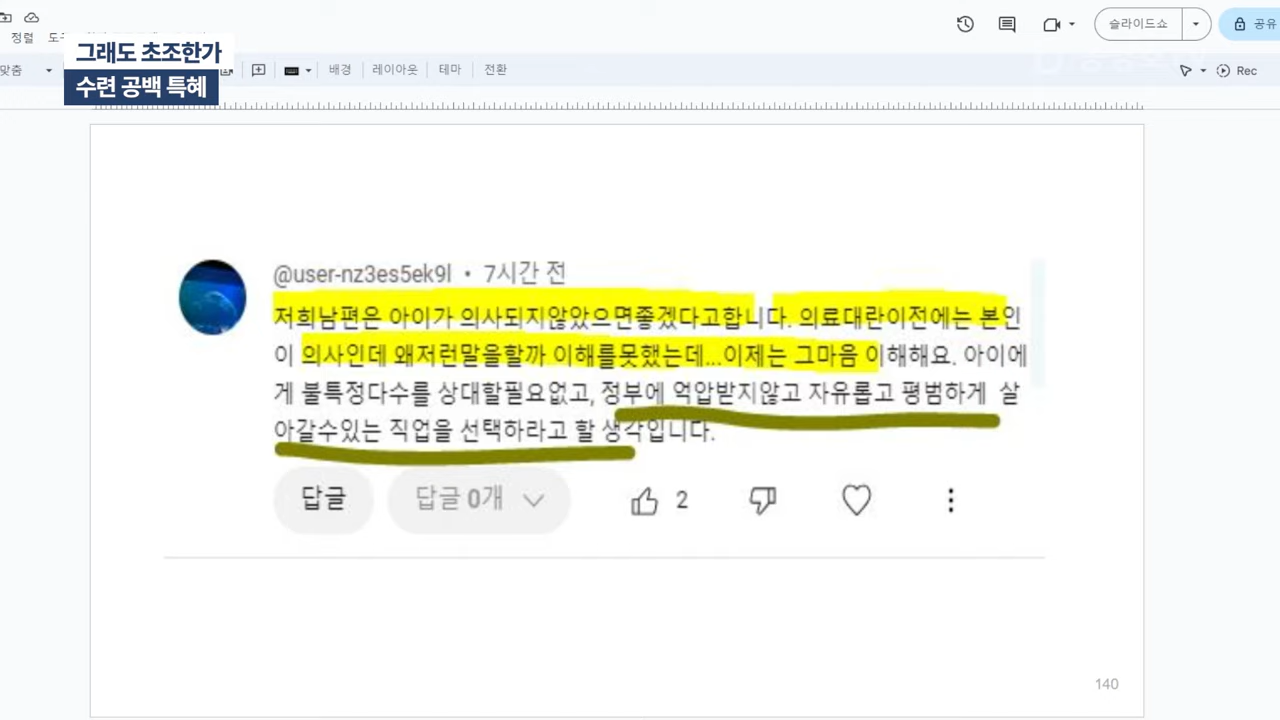 정렬
그래도 초조한가
수련 공백 특혜
슬라이드쇼
공유
맞춤
배경
레이아웃
테마
전환
Rec
@user-nz3es5ek9l • 7시간 전
저희남편은 아이가 의사되지않았으면좋겠다고합니다. 의료대란이전에는 본인
이 의사인데 왜저런말을할까 이해를못했는데...이제는 그마음 이해해요. 아이에
게 불특정다수를 상대할필요없고, 정부에 억압받지않고 자유롭고 평범하게 살
아갈수있는 직업을 선택하라고 할 생각입니다.
답글
답글 0개
2
140